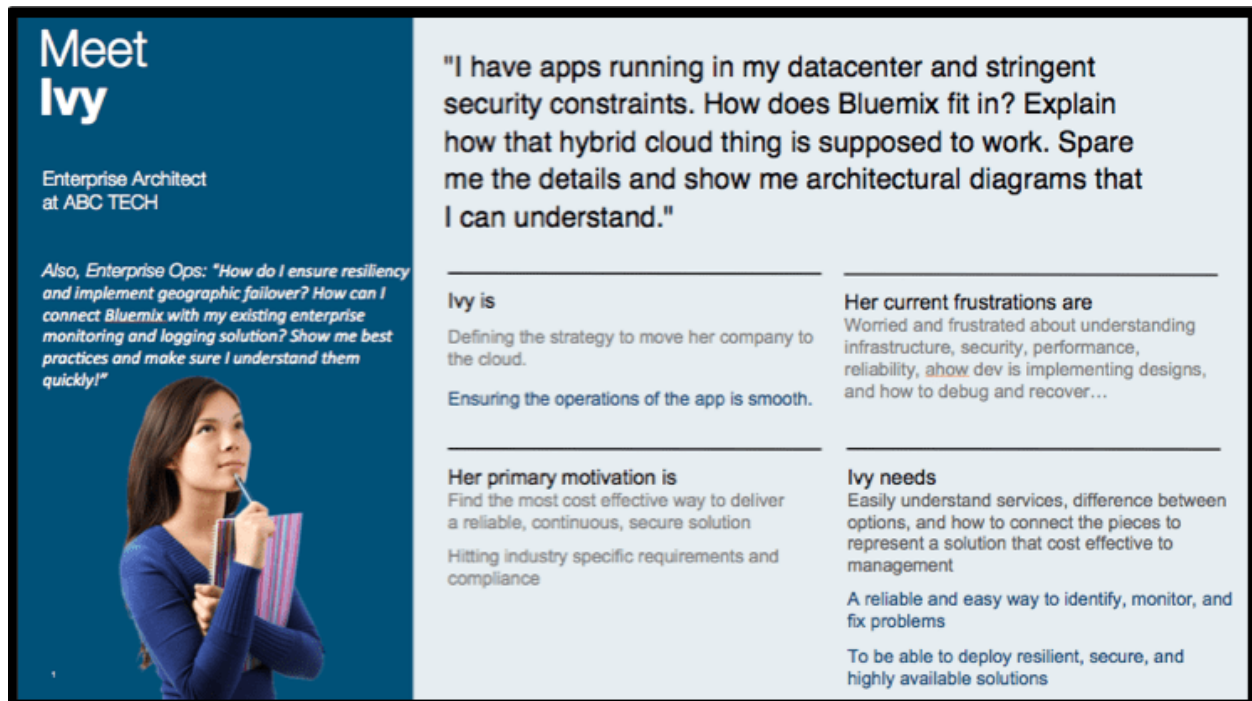 Meet
Ivy
Enterprise Architect
at ABC TECH
Also, Enterprise Ops: "How do I ensure resiliency
and implement geographic failover? How can I
connect Bluemix with my existing enterprise
monitoring and logging solution? Show me best
practices and make sure I understand them
quickly!"
1
"I have apps running in my datacenter and stringent
security constraints. How does Bluemix fit in? Explain
how that hybrid cloud thing is supposed to work. Spare
me the details and show me architectural diagrams that
I can understand."
Ivy is
Defining the strategy to move her company to
the cloud.
Ensuring the operations of the app is smooth.
Her current frustrations are
Worried and frustrated about understanding
infrastructure, security, performance,
reliability, ahow dev is implementing designs,
and how to debug and recover…
Her primary motivation is
Find the most cost effective way to deliver
a reliable, continuous, secure solution
Hitting industry specific requirements and
compliance
Ivy needs
Easily understand services, difference between
options, and how to connect the pieces to
represent a solution that cost effective to
management
A reliable and easy way to identify, monitor, and
fix problems
To be able to deploy resilient, secure, and
highly available solutions